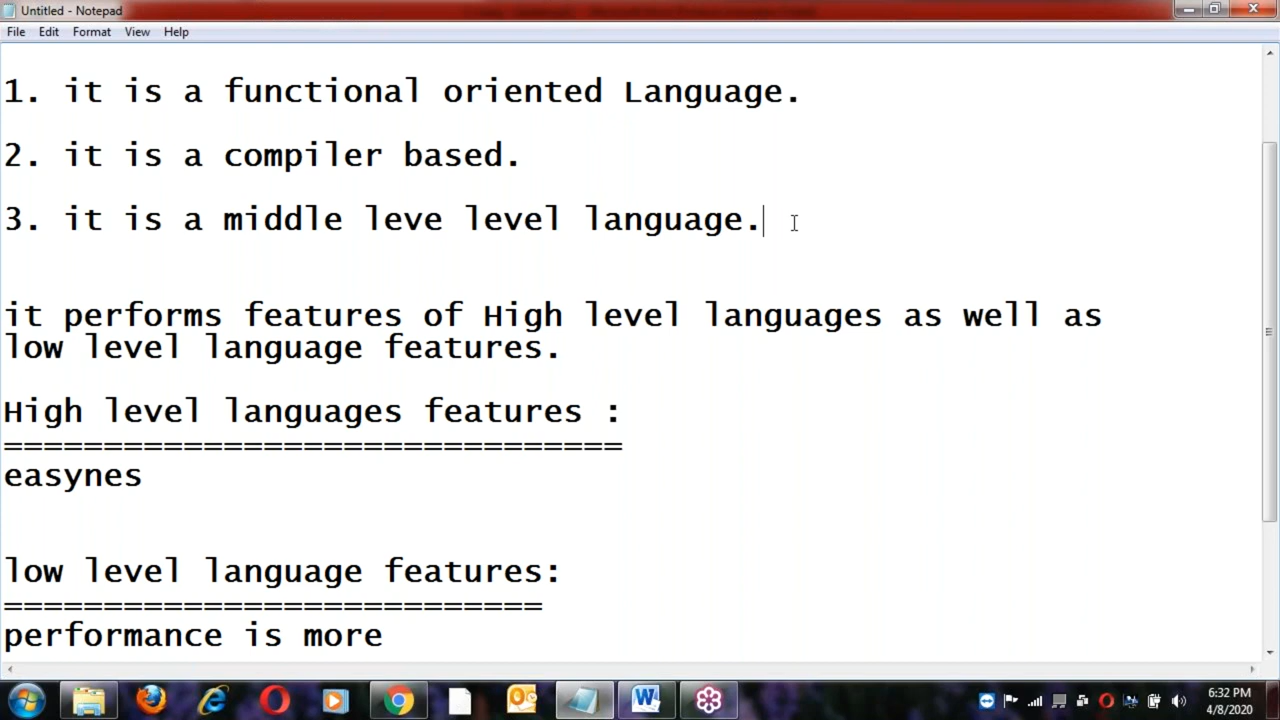 Untitled - Notepad
File Edit Format View Help
1. it is a functional oriented Language.
2. it is a compiler based.
3. it is a middle leve level language.
it performs features of High level languages as well as
low level language features.
High level languages features :
===============================
easynes
low level language features:
===========================
performance is more
6:32 PM
4/8/2020